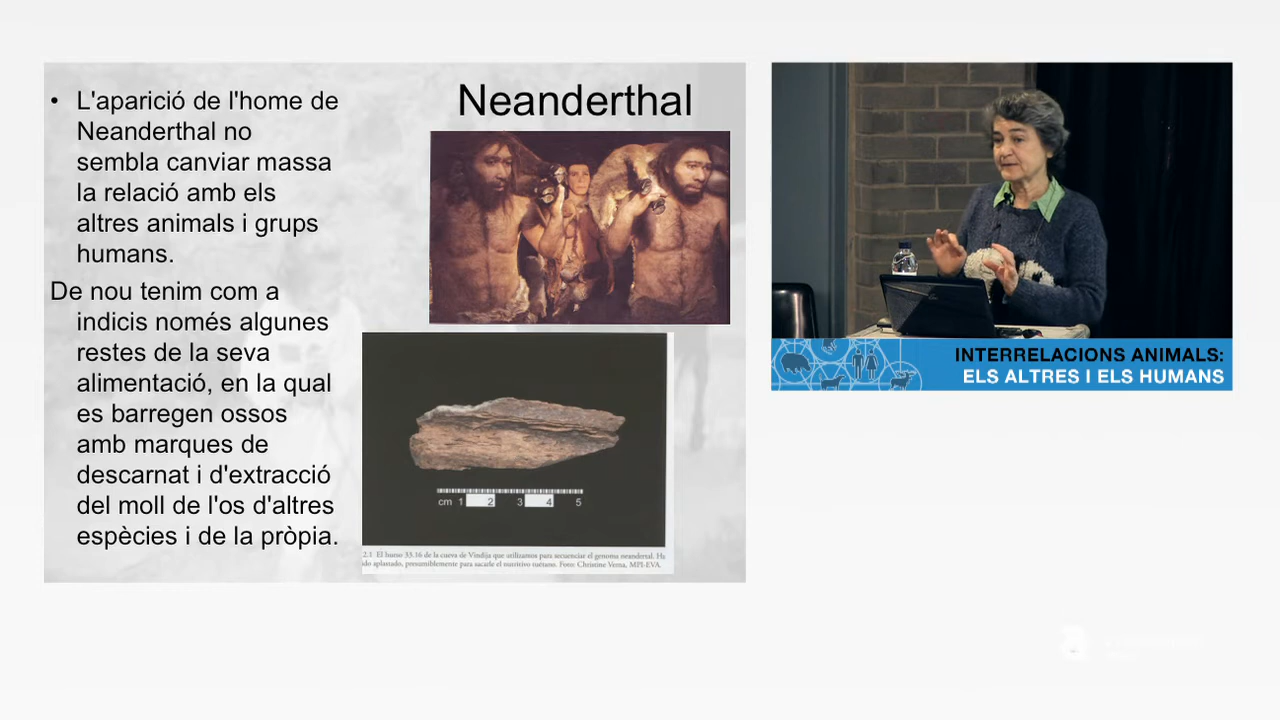 Neanderthal
• L'aparició de l'home de
Neanderthal no
sembla canviar massa
la relació amb els
altres animals i grups
humans.
De nou tenim com a
indicis només algunes
restes de la seva
alimentació, en la qual
es barregen ossos
amb marques de
descarnat i d'extracció
del moll de l'os d'altres
espècies i de la pròpia.
cm 1 2 3 4 5
2.1 El hueso 33.16 de la cueva de Vindija que utilizamos para secuenciar el genoma neandertal. Ha
do aplastado, presumiblemente para sacarle el nutritivo tuétano. Foto: Christine Verna, MPI-EVA.
INTERRELACIONS ANIMALS:
ELS ALTRES I ELS HUMANS